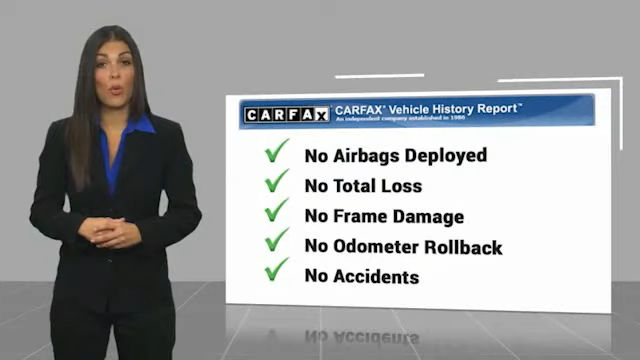 CARFAX CARFAX® Vehicle History Report™
An independent company established in 1986
No Airbags Deployed
No Total Loss
No Frame Damage
No Odometer Rollback
No Accidents